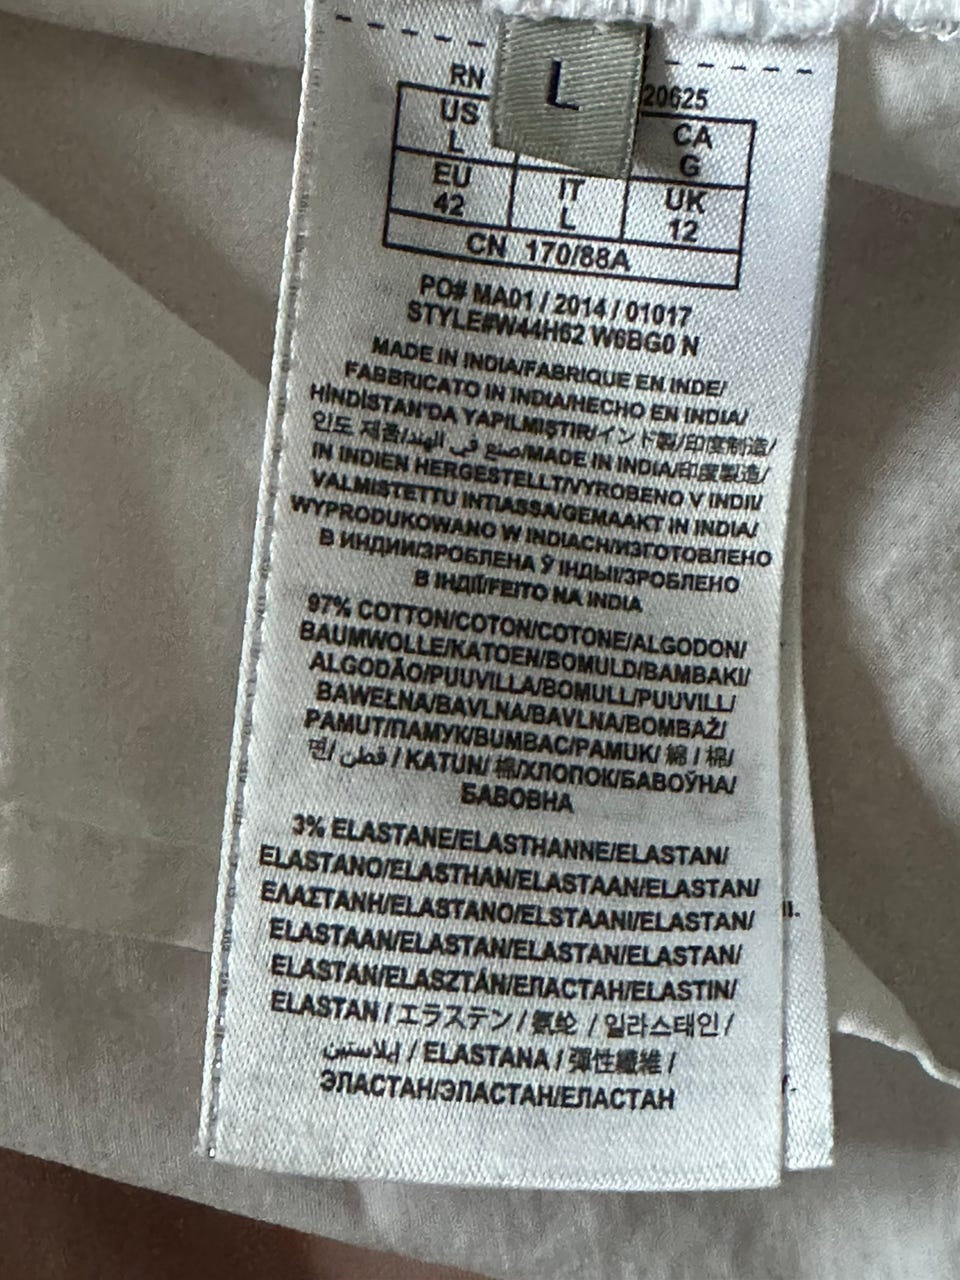 L
RN 20625
US CA
L G
EU IT UK
42 L 12
CN 170/88A
PO# MA01 / 2014 / 01017
STYLE#W44H62 W6BG0 N
MADE IN INDIA/FABRIQUE EN INDE/
FABBRICATO IN INDIA/HECHO EN INDIA/
HİNDİSTAN'DA YAPILMIŞTIR/インド製/印度制造/
인도 제품/صنع في الهند/MADE IN INDIA/印度製造/
IN INDIEN HERGESTELLT/VYROBENO V INDII/
VALMISTETTU INTIASSA/GEMAAKT IN INDIA/
WYPRODUKOWANO W INDIACH/ИЗГОТОВЛЕНО
В ИНДИИ/ЗРОБЛЕНА Ў ІНДЫІ/ЗРОБЛЕНО
В ІНДІЇ/FEITO NA INDIA
97% COTTON/COTON/COTONE/ALGODON/
BAUMWOLLE/KATOEN/BOMULD/BAMBAKI/
ALGODÃO/PUUVILLA/BOMULL/PUUVILL/
BAWEŁNA/BAVLNA/BAVLNA/BOMBAŽ/
PAMUT/ПАМУК/BUMBAC/PAMUK/ 綿 / 棉/
면/ قطن / KATUN/ 棉/ХЛОПОК/БАВОЎНА/
БАВОВНА
3% ELASTANE/ELASTHANNE/ELASTAN/
ELASTANO/ELASTHAN/ELASTAAN/ELASTAN/
ΕΛΑΣΤΑΝΗ/ELASTANO/ELSTAANI/ELASTAN/
ELASTAAN/ELASTAN/ELASTAN/ELASTAN/
ELASTAN/ELASZTÁN/ЕЛАСТАН/ELASTIN/
ELASTAN / エラステン / 氨纶 / 일라스태인 /
إيلاستين / ELASTANA / 彈性纖維 /
ЭЛАСТАН/ЭЛАСТАН/ЕЛАСТАН